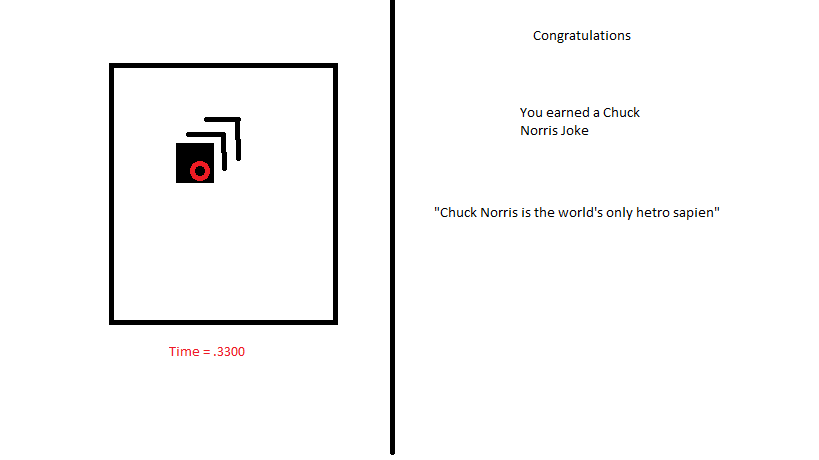 Congratulations
You earned a Chuck
Norris Joke
"Chuck Norris is the world's only hetro sapien"
Time = .3300